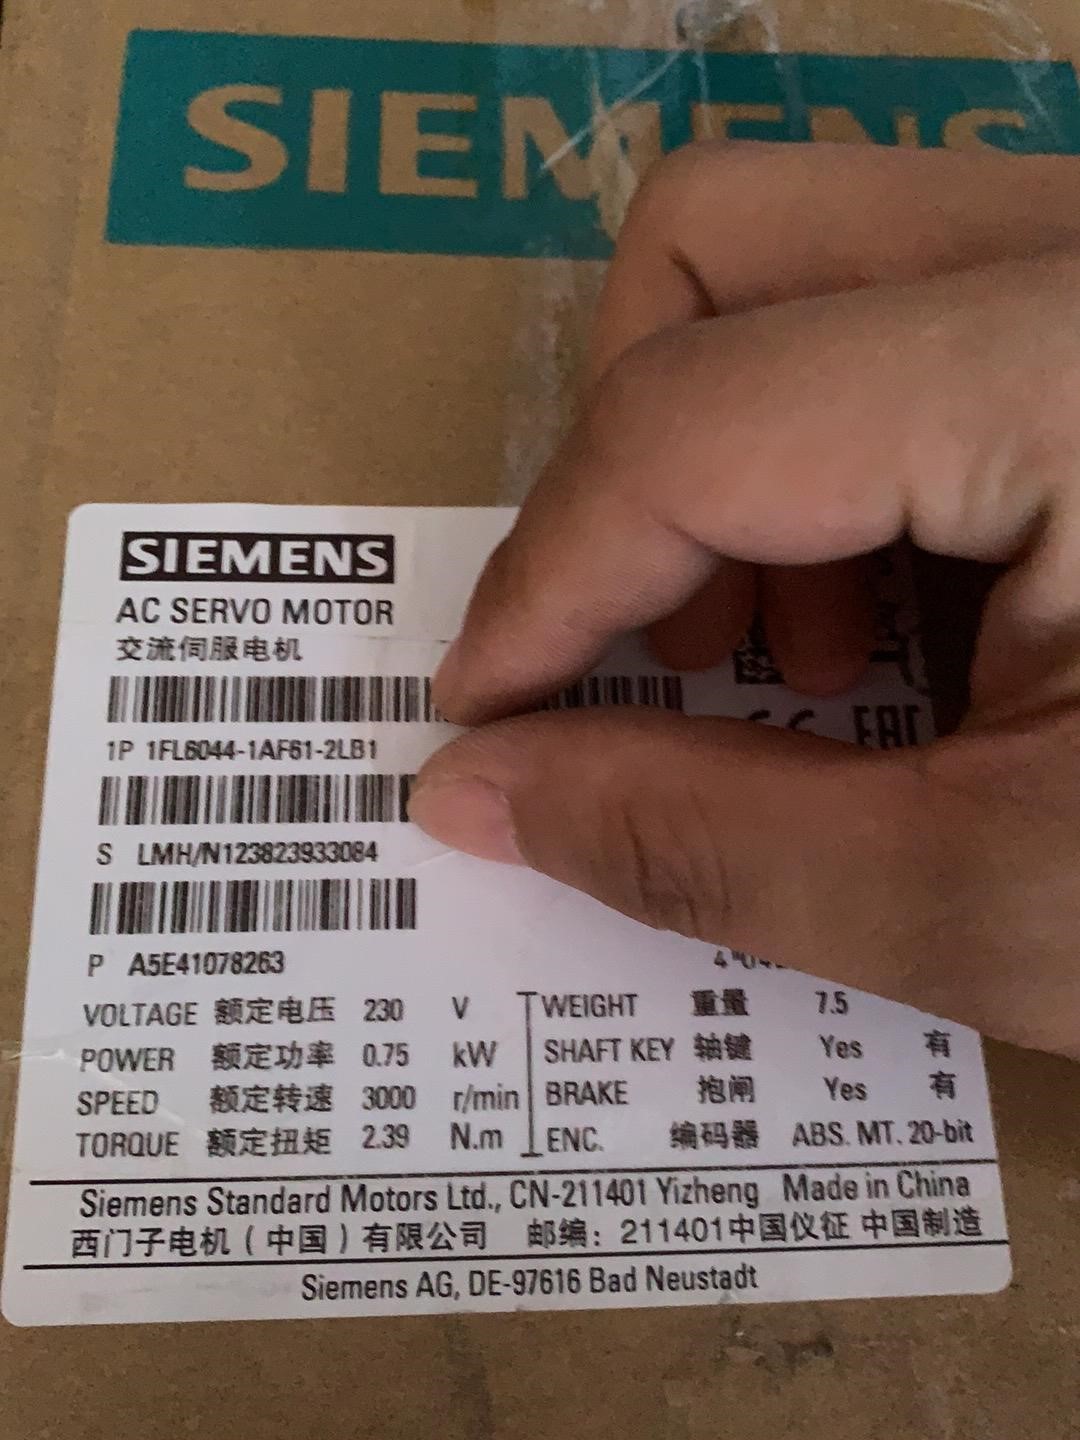 SIEMENS
SIEMENS
AC SERVO MOTOR
交流伺服电机
1P 1FL6044-1AF61-2LB1
S LMH/N123823933084
P A5E41078263
EAC
VOLTAGE 额定电压 230 V
POWER 额定功率 0.75 kW
SPEED 额定转速 3000 r/min
TORQUE 额定扭矩 2.39 N.m
WEIGHT 重量 7.5
SHAFT KEY 轴键 Yes 有
BRAKE 抱闸 Yes 有
ENC. 编码器 ABS. MT. 20-bit
Siemens Standard Motors Ltd., CN-211401 Yizheng Made in China
西门子电机（中国）有限公司 邮编：211401中国仪征 中国制造
Siemens AG, DE-97616 Bad Neustadt